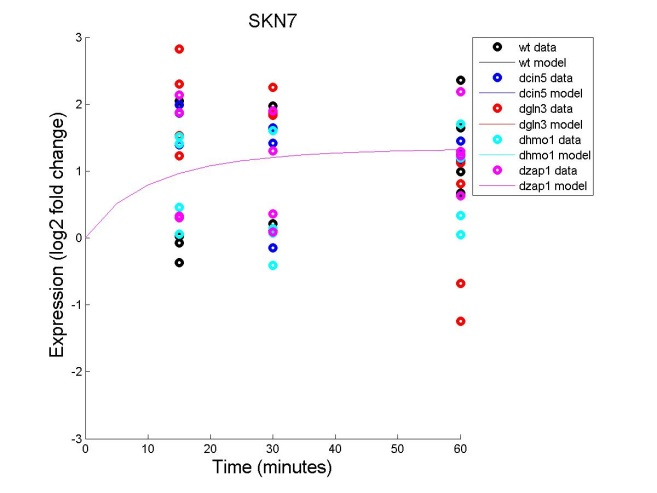 SKN7
3
2
1
0
-1
-2
-3
Expression (log2 fold change)
0
10
20
30
40
50
60
Time (minutes)
wt data
wt model
dcin5 data
dcin5 model
dgln3 data
dgln3 model
dhmo1 data
dhmo1 model
dzap1 data
dzap1 model